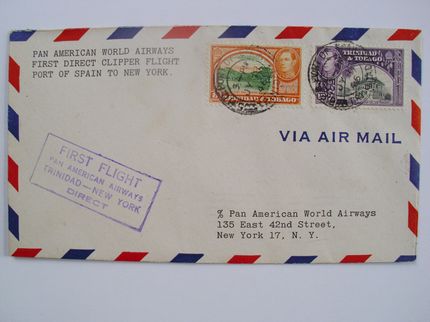 PAN AMERICAN WORLD AIRWAYS
FIRST DIRECT CLIPPER FLIGHT
PORT OF SPAIN TO NEW YORK.
TRINIDAD & TOBAGO
TRINIDAD
& TOBAGO
VIA AIR MAIL
FIRST FLIGHT
PAN AMERICAN AIRWAYS
TRINIDAD—NEW YORK
DIRECT
% Pan American World Airways
135 East 42nd Street,
New York 17, N. Y.